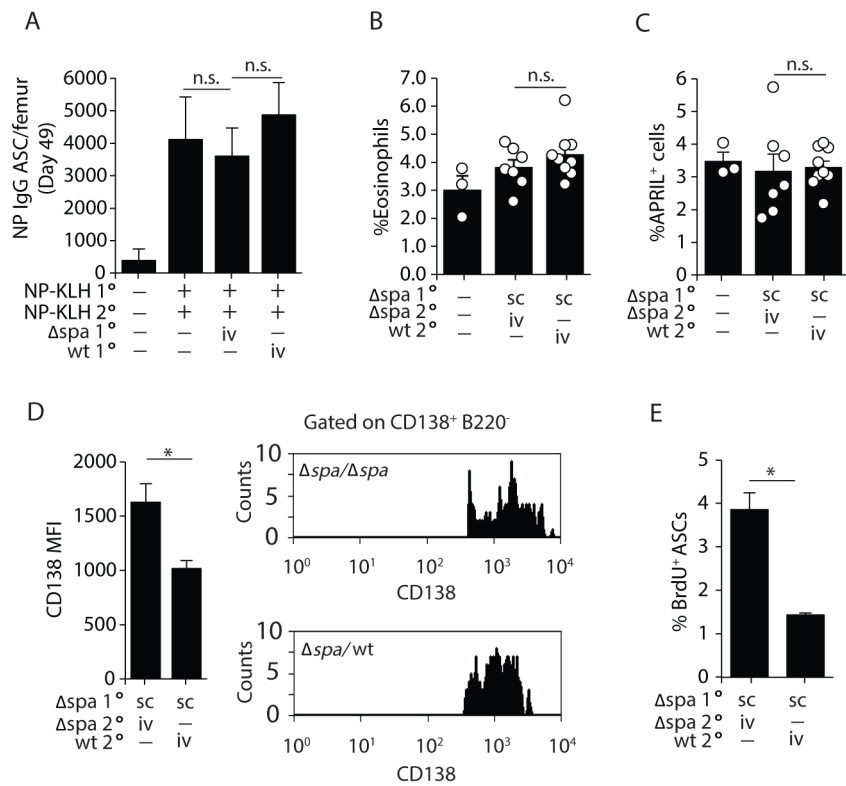 A
NP IgG ASC/femur
(Day 49)
6000
5000
4000
3000
2000
1000
0
n.s.
n.s.
NP-KLH 1° – + + +
NP-KLH 2° – + + +
Δspa 1° – – iv –
wt 1° – – – iv
B
%Eosinophils
7.0
6.0
5.0
4.0
3.0
2.0
1.0
0.0
n.s.
Δspa 1° – sc sc
Δspa 2° – iv –
wt 2° – – iv
C
%APRIL+ cells
6
5
4
3
2
1
0
n.s.
Δspa 1° – sc sc
Δspa 2° – iv –
wt 2° – – iv
D
CD138 MFI
2000
1500
1000
500
0
*
Δspa 1° sc sc
Δspa 2° iv –
wt 2° – iv
Gated on CD138+ B220-
Counts
10
5
0
Δspa/Δspa
10^0 10^1 10^2 10^3 10^4
CD138
Counts
10
5
0
Δspa/wt
10^0 10^1 10^2 10^3 10^4
CD138
E
% BrdU+ ASCs
5
4
3
2
1
0
*
Δspa 1° sc sc
Δspa 2° iv –
wt 2° – iv